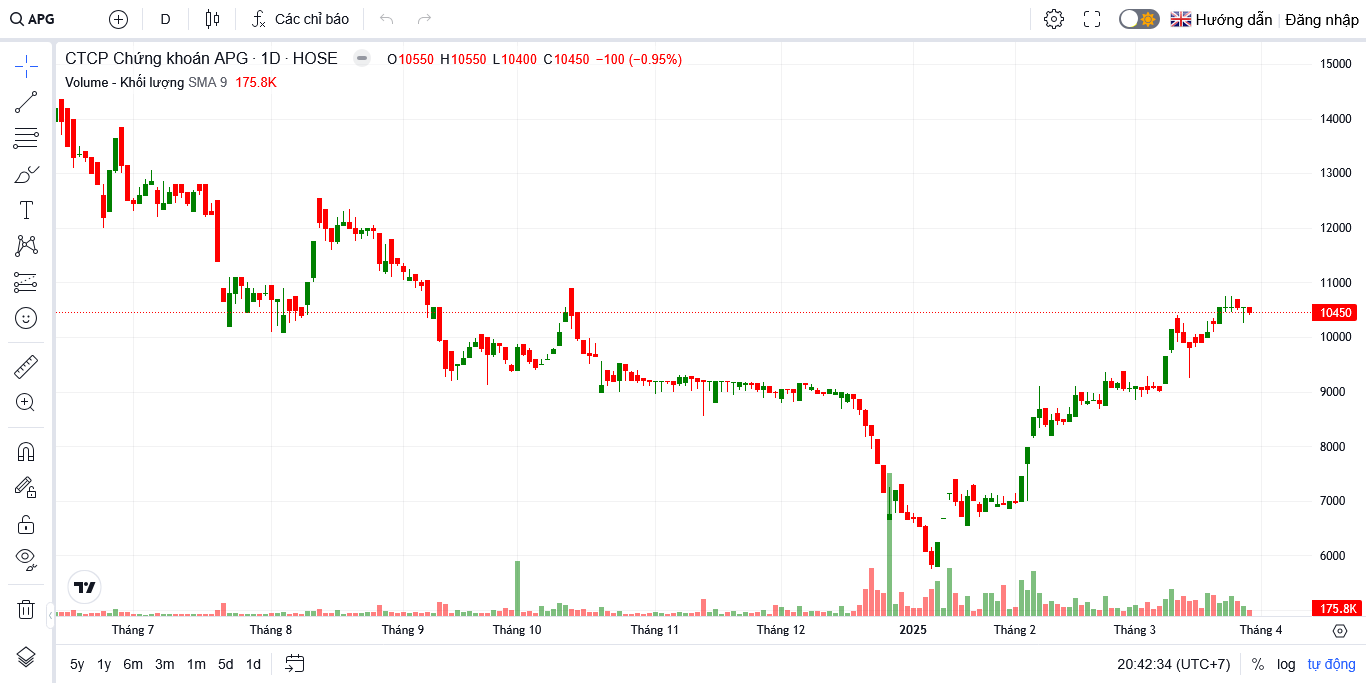 APG D Các chỉ báo Hướng dẫn Đăng nhập
CTCP Chứng khoán APG · 1D · HOSE O10550 H10550 L10400 C10450 −100 (−0.95%)
Volume - Khối lượng SMA 9 175.8K
15000
14000
13000
12000
11000
10450
10000
9000
8000
7000
6000
175.8K
Tháng 7 Tháng 8 Tháng 9 Tháng 10 Tháng 11 Tháng 12 2025 Tháng 2 Tháng 3 Tháng 4
5y 1y 6m 3m 1m 5d 1d 20:42:34 (UTC+7) % log tự động